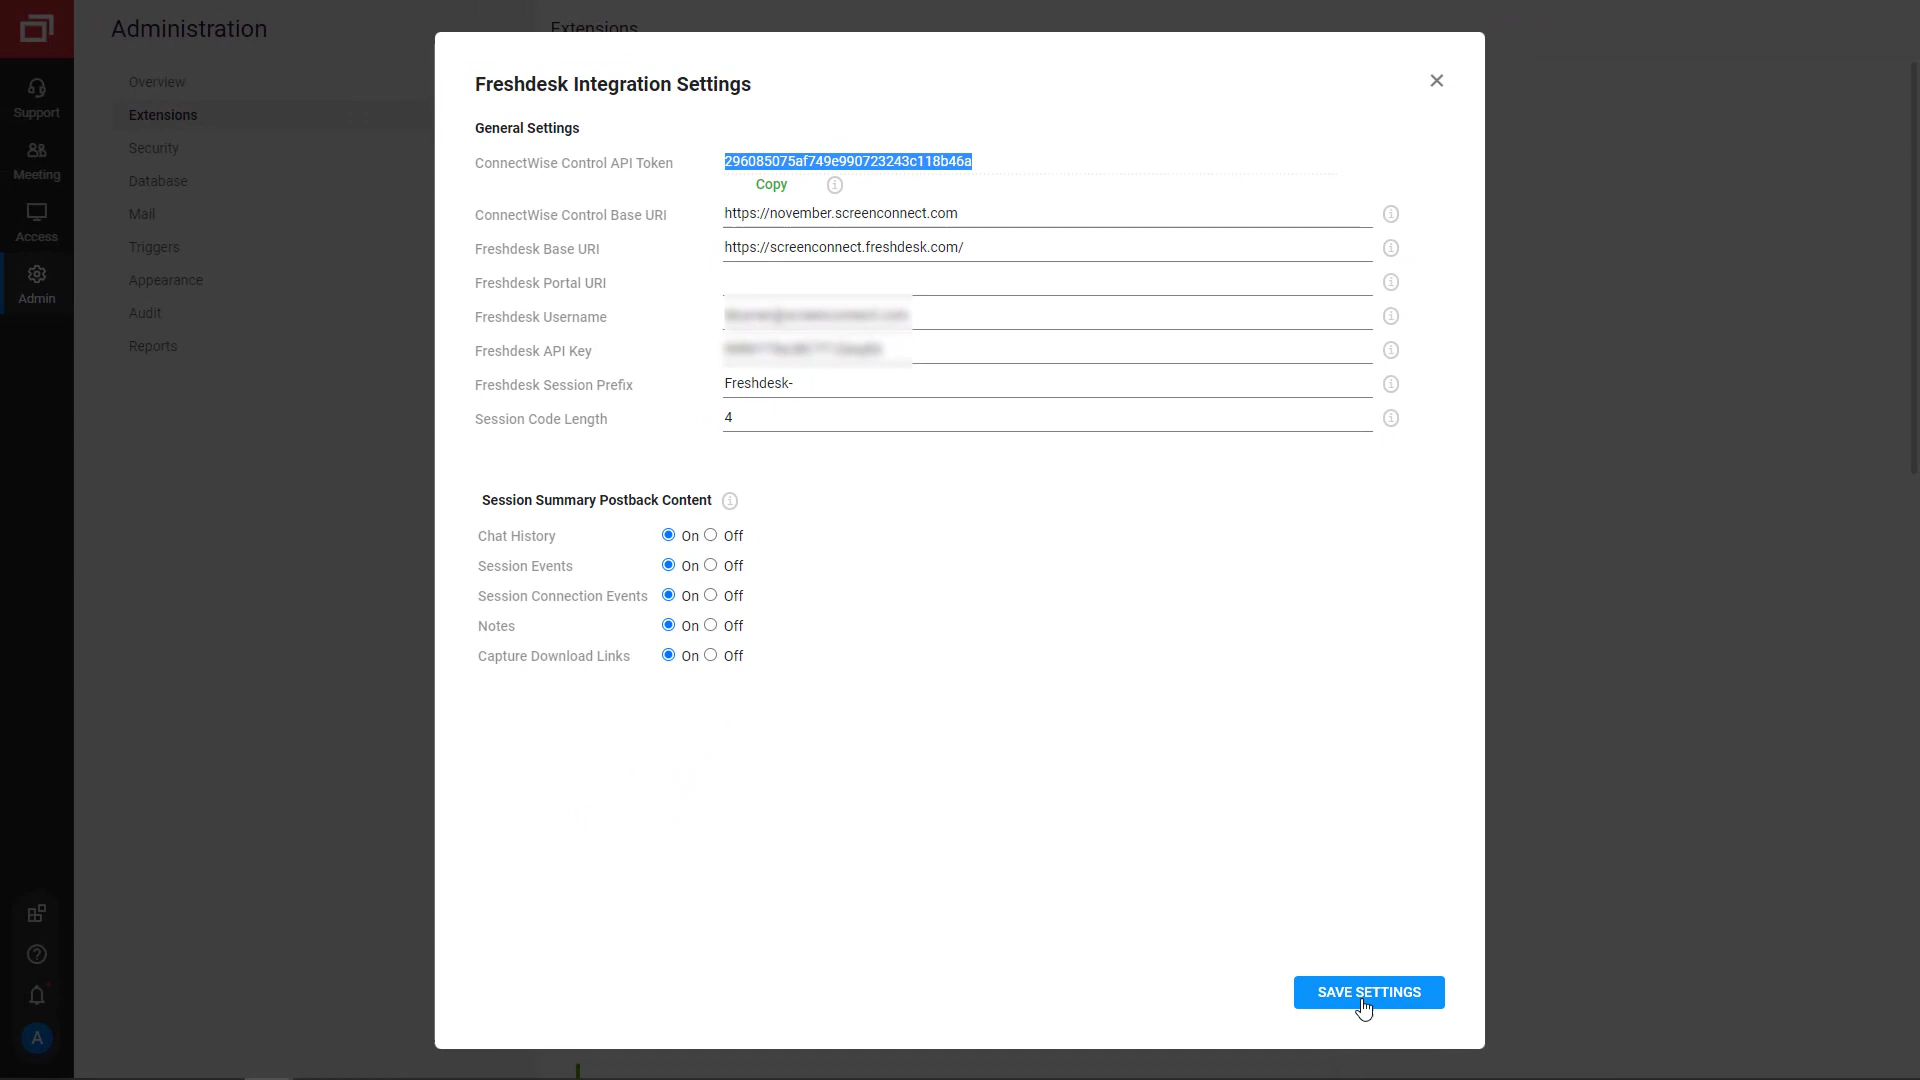 Administration
Extensions
Support
Meeting
Access
Admin
Overview
Extensions
Security
Database
Mail
Triggers
Appearance
Audit
Reports
Freshdesk Integration Settings
General Settings
ConnectWise Control API Token 296085075af749e990723243c118b46a
Copy
ConnectWise Control Base URI https://november.screenconnect.com
Freshdesk Base URI https://screenconnect.freshdesk.com/
Freshdesk Portal URI
Freshdesk Username
Freshdesk API Key
Freshdesk Session Prefix Freshdesk-
Session Code Length 4
Session Summary Postback Content
Chat History On Off
Session Events On Off
Session Connection Events On Off
Notes On Off
Capture Download Links On Off
SAVE SETTINGS
A